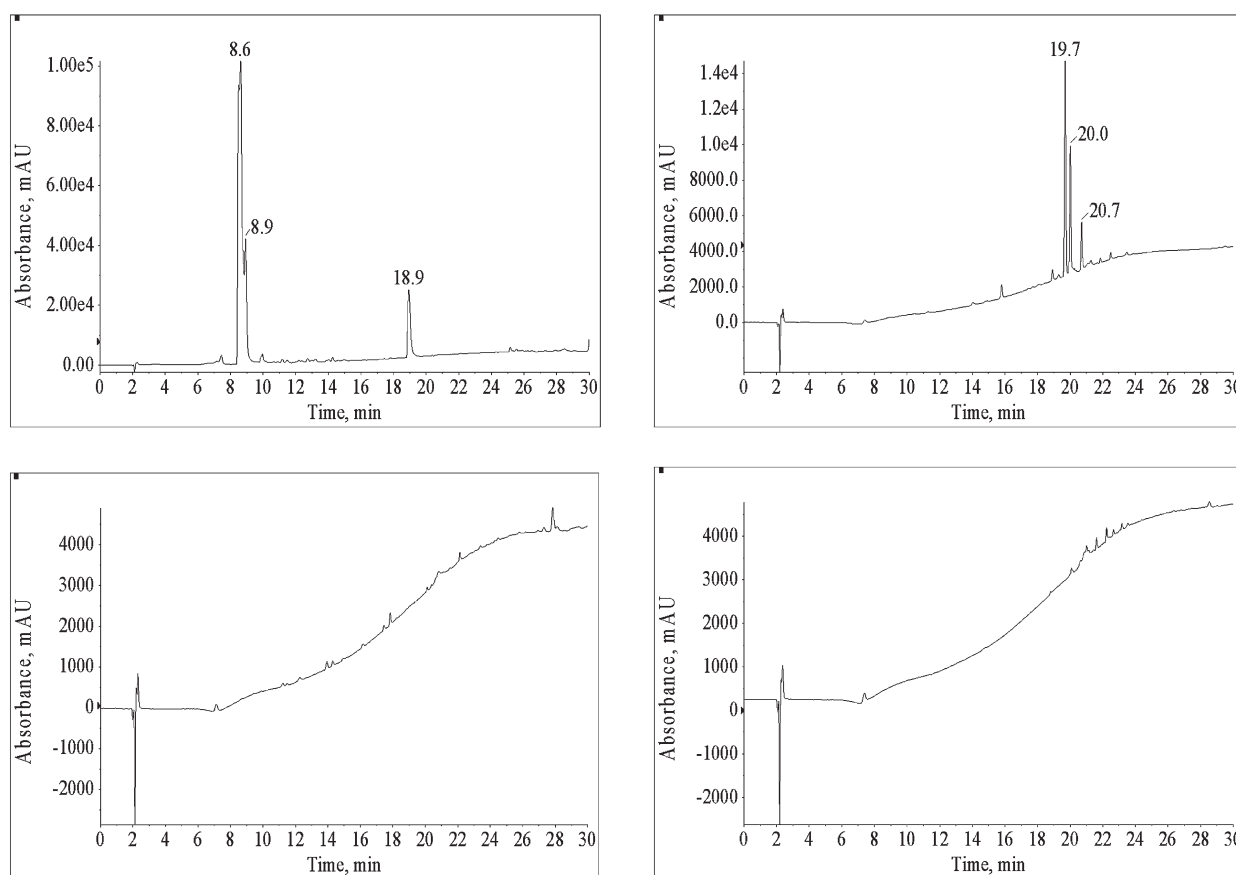 8.6
1.00e5
8.00e4
6.00e4
4.00e4
2.00e4
0.00
8.9
18.9
0 2 4 6 8 10 12 14 16 18 20 22 24 26 28 30
Time, min
Absorbance, mAU
19.7
1.4e4
1.2e4
1.0e4
8000.0
6000.0
4000.0
2000.0
0.0
20.0
20.7
0 2 4 6 8 10 12 14 16 18 20 22 24 26 28 30
Time, min
Absorbance, mAU
4000
3000
2000
1000
0
-1000
-2000
0 2 4 6 8 10 12 14 16 18 20 22 24 26 28 30
Time, min
Absorbance, mAU
4000
3000
2000
1000
0
-1000
-2000
0 2 4 6 8 10 12 14 16 18 20 22 24 26 28 30
Time, min
Absorbance, mAU